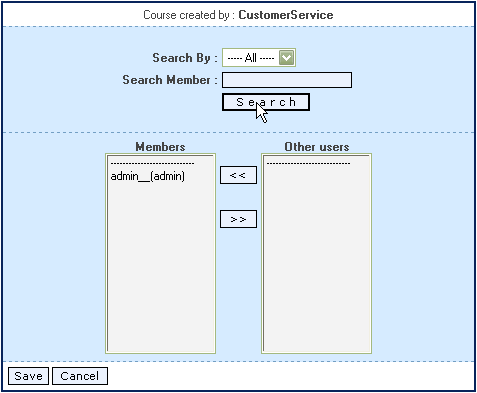 Course created by : CustomerService
Search By : ----- All -----
Search Member :
Search
Members Other users
------------------------- -------------------------
admin__(admin) <<
>>
Save Cancel